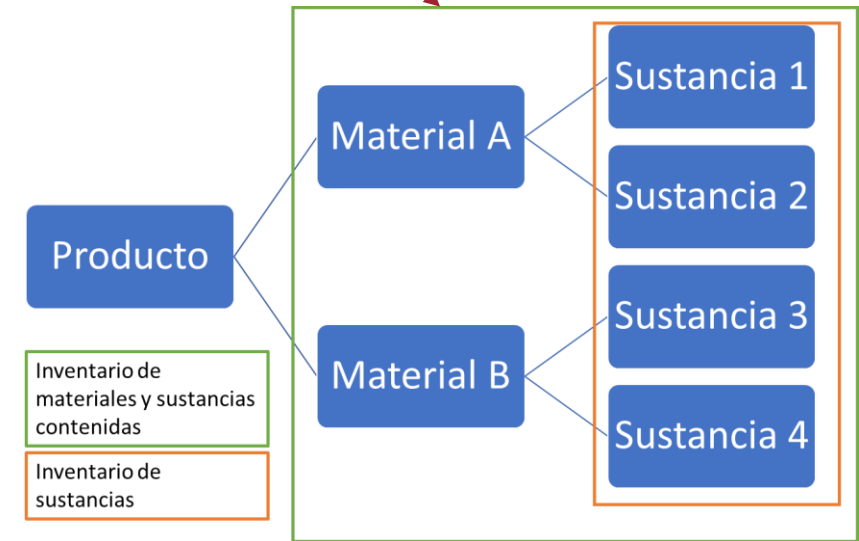 Sustancia 1
Material A
Sustancia 2
Producto
Sustancia 3
Material B
Sustancia 4
Inventario de
materiales y sustancias
contenidas
Inventario de
sustancias